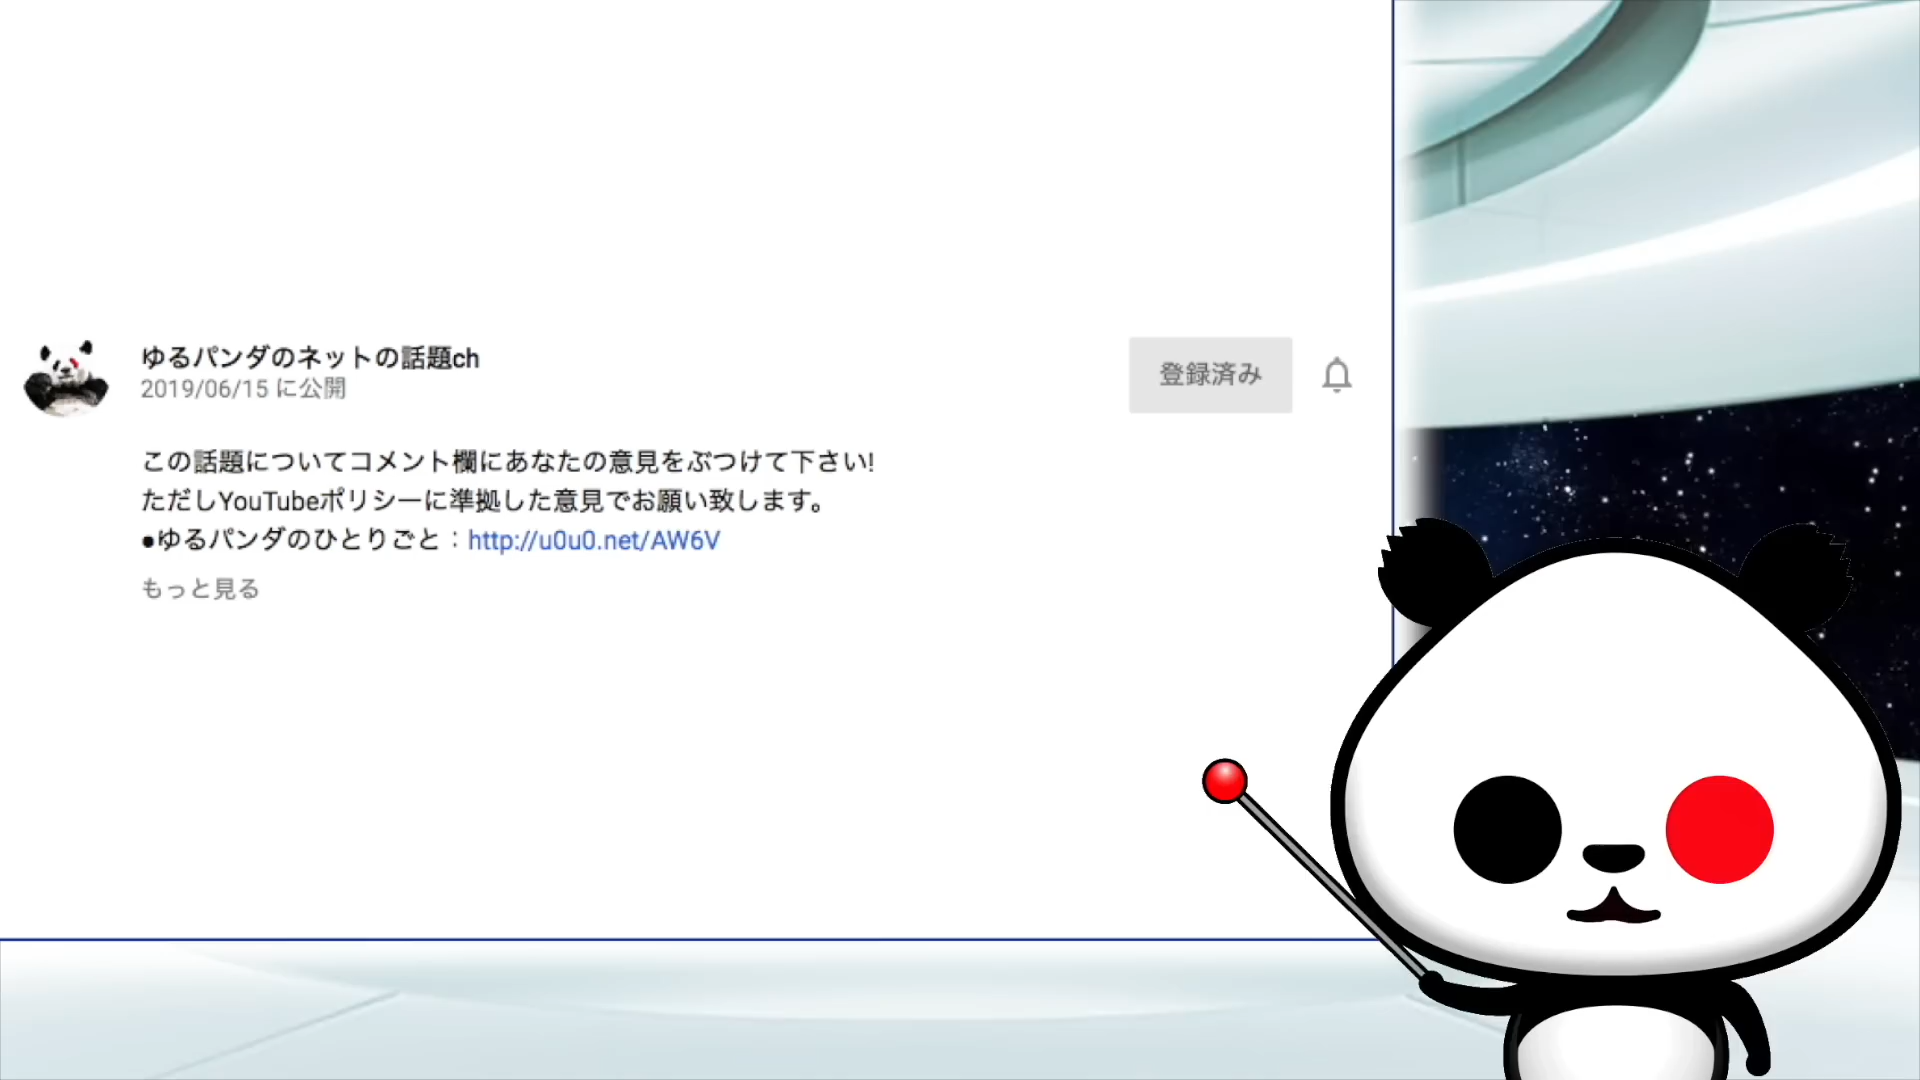 ゆるパンダのネットの話題ch
2019/06/15 に公開
登録済み
この話題についてコメント欄にあなたの意見をぶつけて下さい!
ただしYouTubeポリシーに準拠した意見でお願い致します。
●ゆるパンダのひとりごと：http://u0u0.net/AW6V
もっと見る